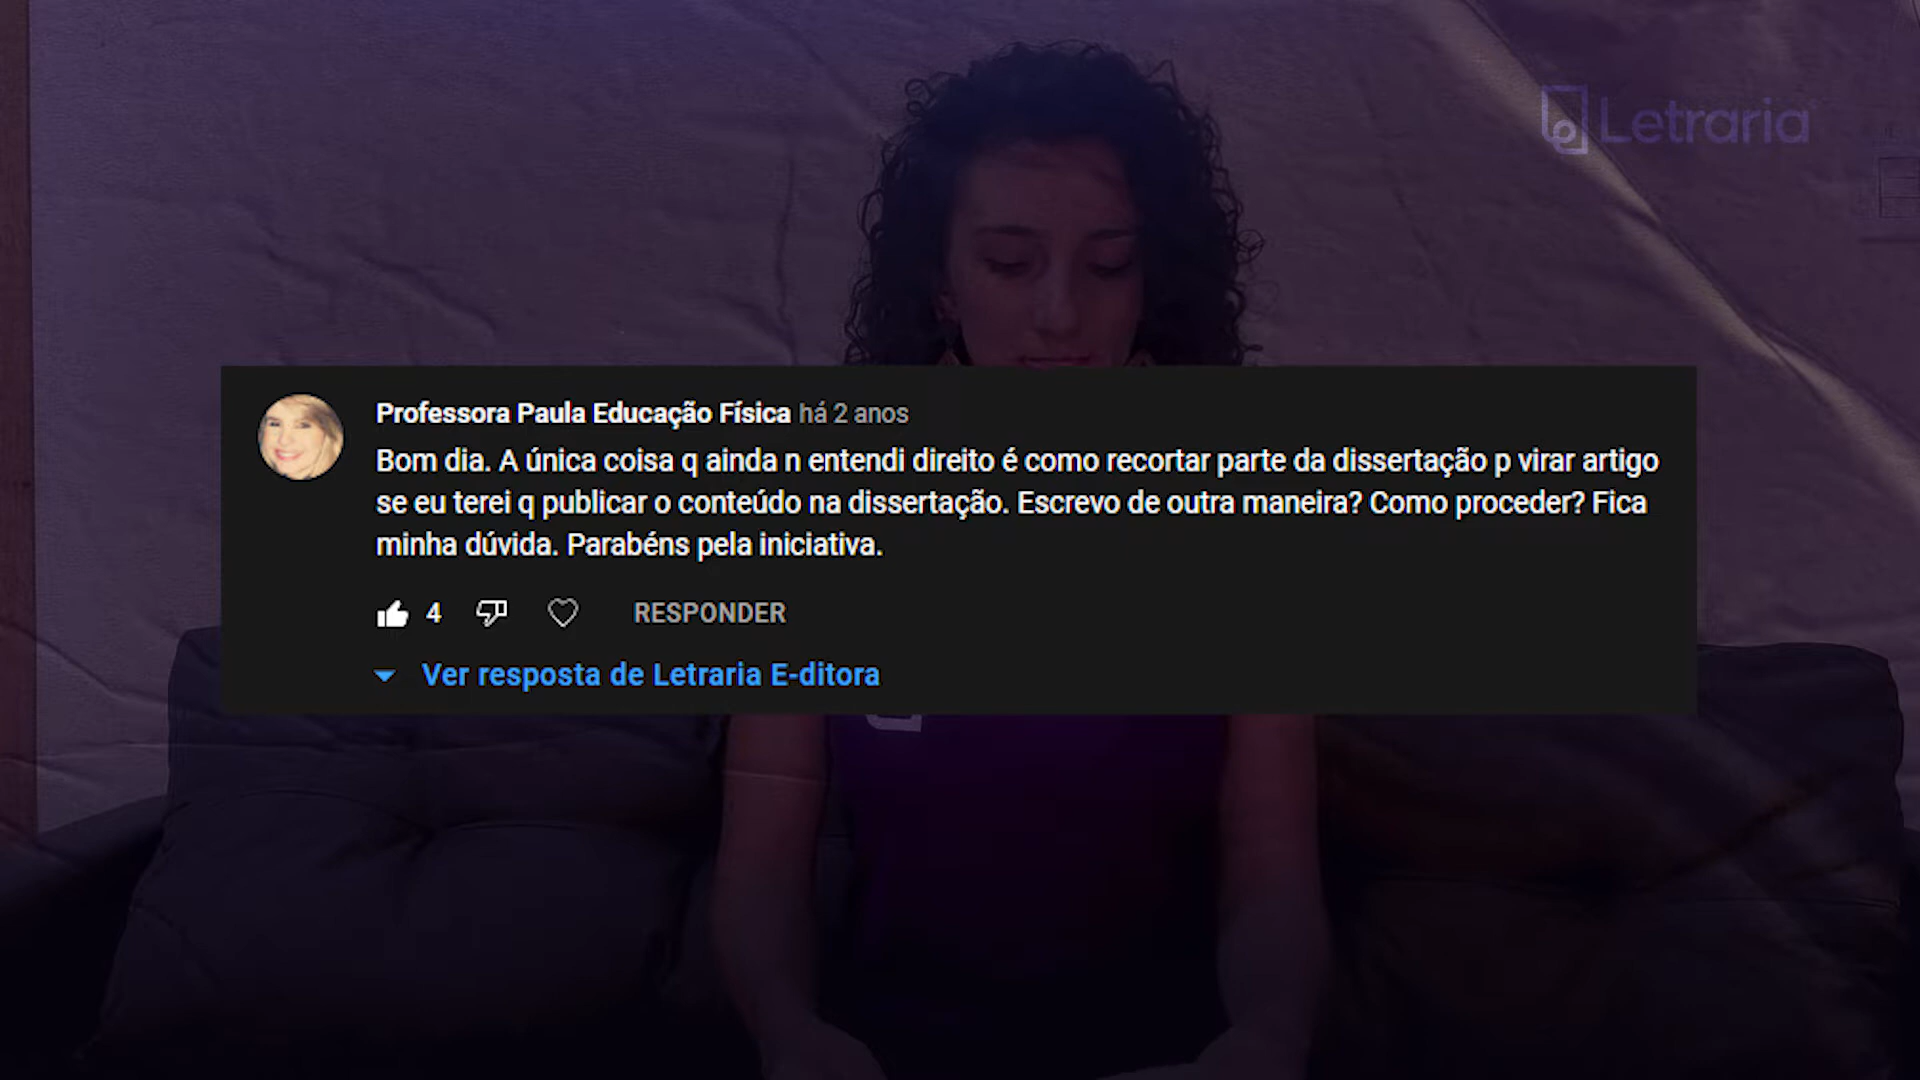 Letraria
Professora Paula Educação Física há 2 anos
Bom dia. A única coisa q ainda n entendi direito é como recortar parte da dissertação p virar artigo
se eu terei q publicar o conteúdo na dissertação. Escrevo de outra maneira? Como proceder? Fica
minha dúvida. Parabéns pela iniciativa.
4 RESPONDER
Ver resposta de Letraria E-ditora